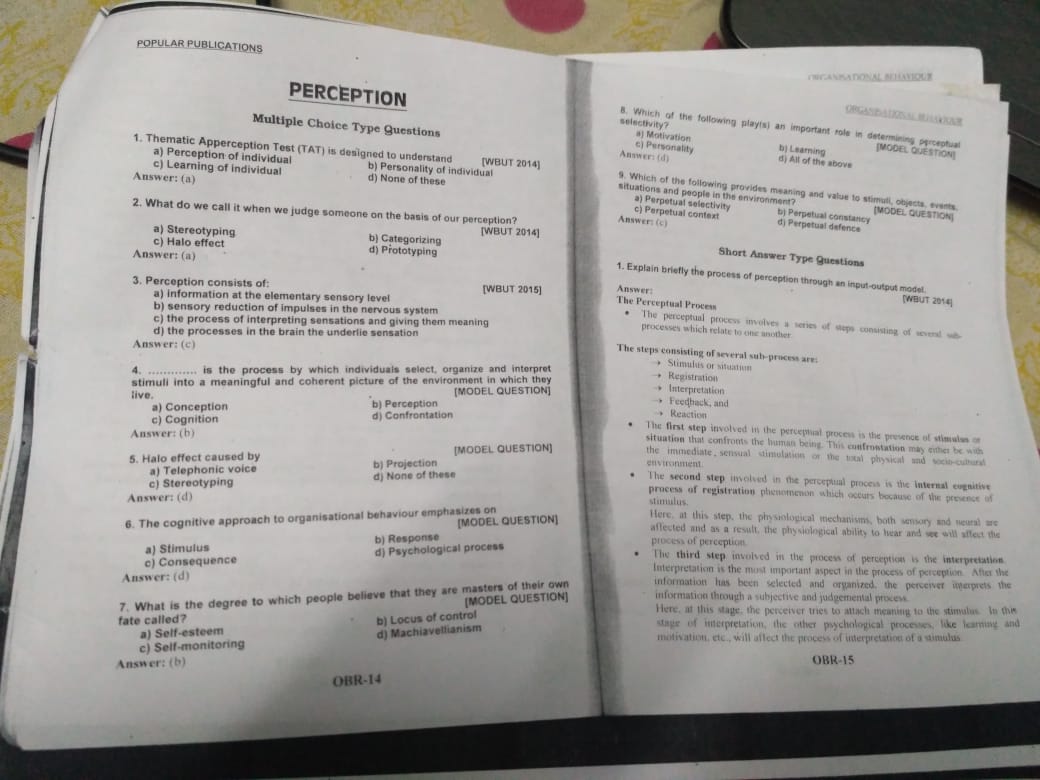 POPULAR PUBLICATIONS
PERCEPTION
Multiple Choice Type Questions
1. Thematic Apperception Test (TAT) is designed to understand [WBUT 2014]
a) Perception of individual b) Personality of individual
c) Learning of individual d) None of these
Answer: (a)
2. What do we call it when we judge someone on the basis of our perception?
[WBUT 2014]
a) Stereotyping b) Categorizing
c) Halo effect d) Prototyping
Answer: (a)
3. Perception consists of: [WBUT 2015]
a) information at the elementary sensory level
b) sensory reduction of impulses in the nervous system
c) the process of interpreting sensations and giving them meaning
d) the processes in the brain the underlie sensation
Answer: (c)
4. ............. is the process by which individuals select, organize and interpret
stimuli into a meaningful and coherent picture of the environment in which they
live. [MODEL QUESTION]
a) Conception b) Perception
c) Cognition d) Confrontation
Answer: (b)
5. Halo effect caused by [MODEL QUESTION]
a) Telephonic voice b) Projection
c) Stereotyping d) None of these
Answer: (d)
6. The cognitive approach to organisational behaviour emphasizes on
[MODEL QUESTION]
a) Stimulus b) Response
c) Consequence d) Psychological process
Answer: (d)
7. What is the degree to which people believe that they are masters of their own
fate called? [MODEL QUESTION]
a) Self-esteem b) Locus of control
c) Self-monitoring d) Machiavellianism
Answer: (b)
OBR-14
ORGANISATIONAL BEHAVIOUR
ORGANISATIONAL BEHAVIOUR
8. Which of the following play(s) an important role in determining perceptual
selectivity? [MODEL QUESTION]
a) Motivation b) Learning
c) Personality d) All of the above
Answer: (d)
9. Which of the following provides meaning and value to stimuli, objects, events,
situations and people in the environment? [MODEL QUESTION]
a) Perpetual selectivity b) Perpetual constancy
c) Perpetual context d) Perpetual defence
Answer: (c)
Short Answer Type Questions
1. Explain briefly the process of perception through an input-output model.
[WBUT 2014]
Answer:
The Perceptual Process
• The perceptual process involves a series of steps consisting of several sub-
processes which relate to one another.
The steps consisting of several sub-process are:
→ Stimulus or situation
→ Registration
→ Interpretation
→ Feedback, and
→ Reaction
• The first step involved in the perceptual process is the presence of stimulus or
situation that confronts the human being. This confrontation may either be with
the immediate, sensual stimulation or the total physical and socio-cultural
environment.
• The second step involved in the perceptual process is the internal cognitive
process of registration phenomenon which occurs because of the presence of
stimulus.
Here, at this step, the physiological mechanisms, both sensory and neural are
affected and as a result, the physiological ability to hear and see will affect the
process of perception.
• The third step involved in the process of perception is the interpretation.
Interpretation is the most important aspect in the process of perception. After the
information has been selected and organized, the perceiver interprets the
information through a subjective and judgemental process.
Here, at this stage, the perceiver tries to attach meaning to the stimulus. In this
stage of interpretation, the other psychological processes, like learning and
motivation, etc., will affect the process of interpretation of a stimulus.
OBR-15